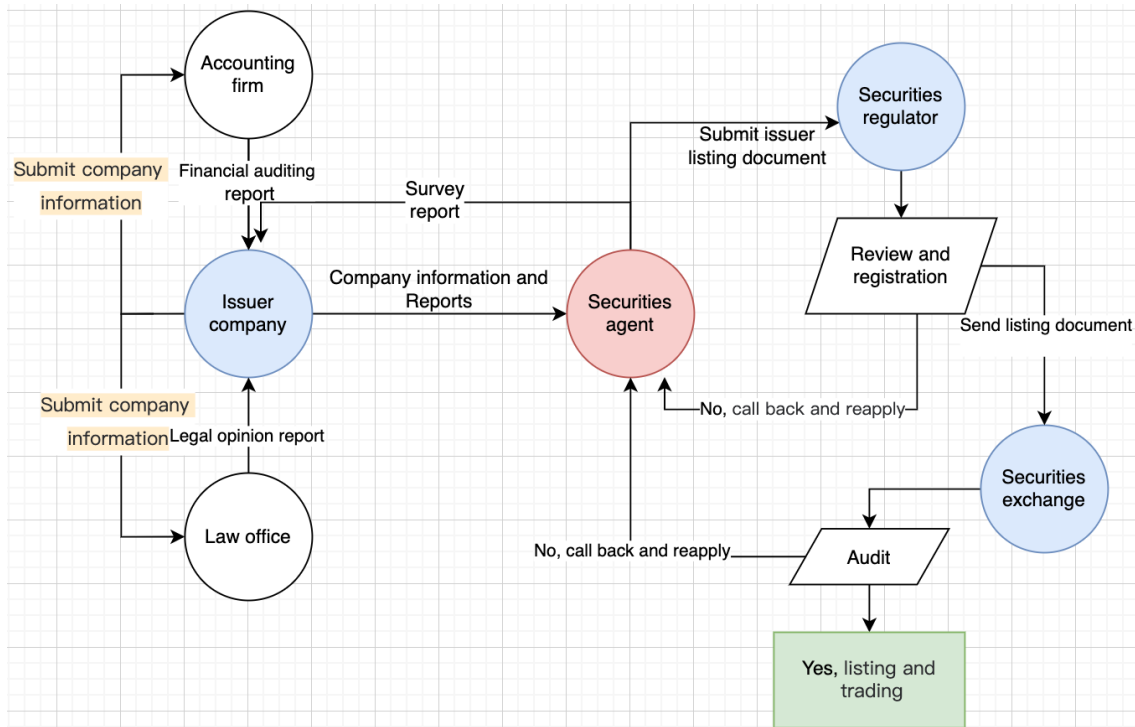 Accounting
firm
Securities
regulator
Submit issuer
listing document
Submit company
information
Financial auditing
report
Survey
report
Review and
registration
Company information and
Reports
Issuer
company
Securities
agent
Send listing document
No, call back and reapply
Submit company
information
Legal opinion report
Securities
exchange
Law office
No, call back and reapply
Audit
Yes, listing and
trading